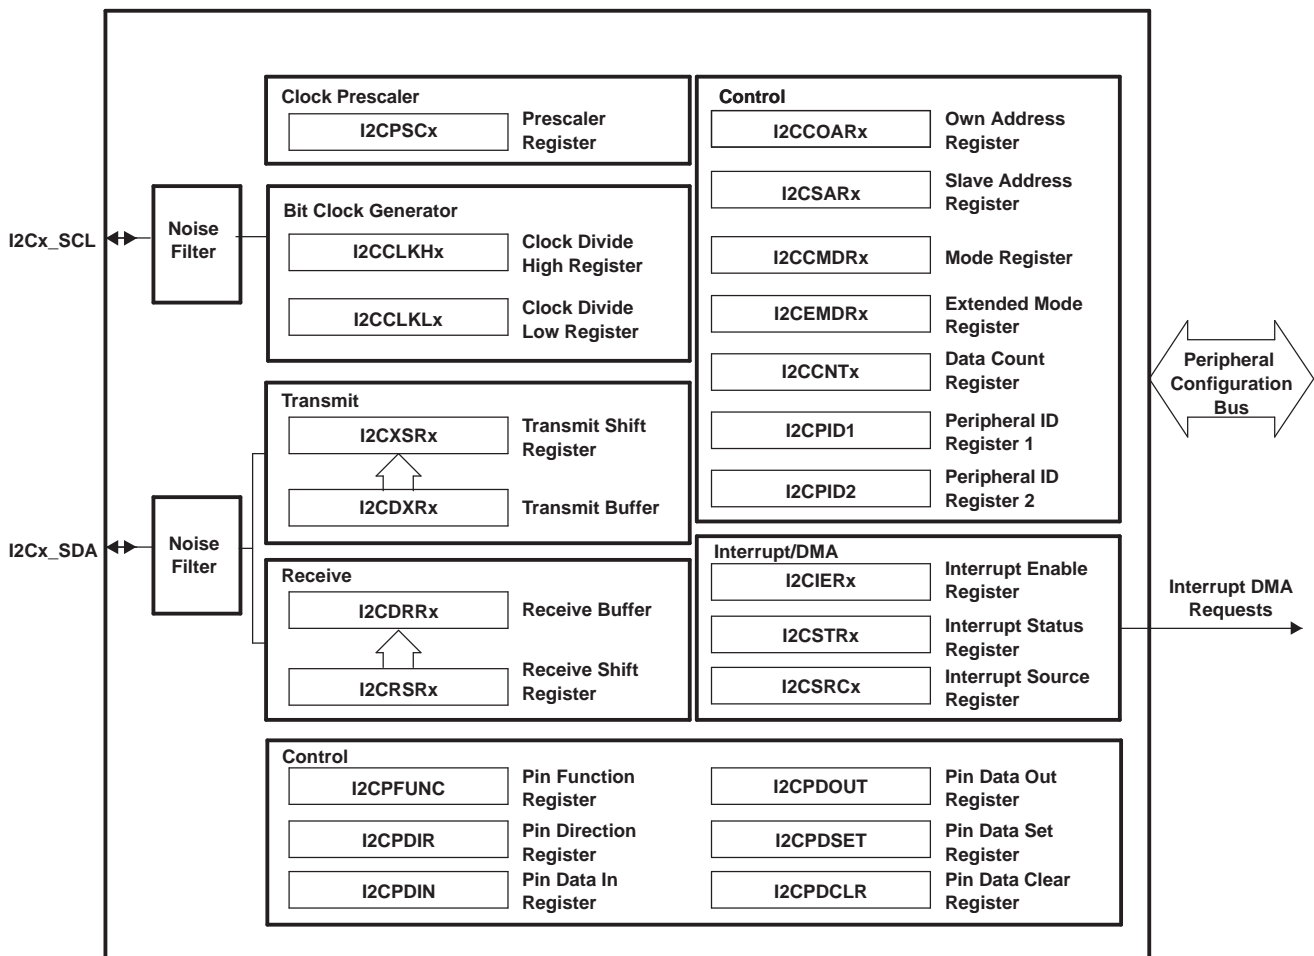 Clock Prescaler
I2CPSCx
Prescaler
Register
Control
I2CCOARx
Own Address
Register
I2CSARx
Slave Address
Register
I2CCMDRx
Mode Register
I2CEMDRx
Extended Mode
Register
I2CCNTx
Data Count
Register
I2CPID1
Peripheral ID
Register 1
I2CPID2
Peripheral ID
Register 2
I2Cx_SCL
Noise
Filter
Bit Clock Generator
I2CCLKHx
Clock Divide
High Register
I2CCLKLx
Clock Divide
Low Register
Peripheral
Configuration
Bus
Transmit
I2CXSRx
Transmit Shift
Register
I2CDXRx
Transmit Buffer
I2Cx_SDA
Noise
Filter
Receive
I2CDRRx
Receive Buffer
I2CRSRx
Receive Shift
Register
Interrupt/DMA
I2CIERx
Interrupt Enable
Register
I2CSTRx
Interrupt Status
Register
I2CSRCx
Interrupt Source
Register
Interrupt DMA
Requests
Control
I2CPFUNC
Pin Function
Register
I2CPDIR
Pin Direction
Register
I2CPDIN
Pin Data In
Register
I2CPDOUT
Pin Data Out
Register
I2CPDSET
Pin Data Set
Register
I2CPDCLR
Pin Data Clear
Register